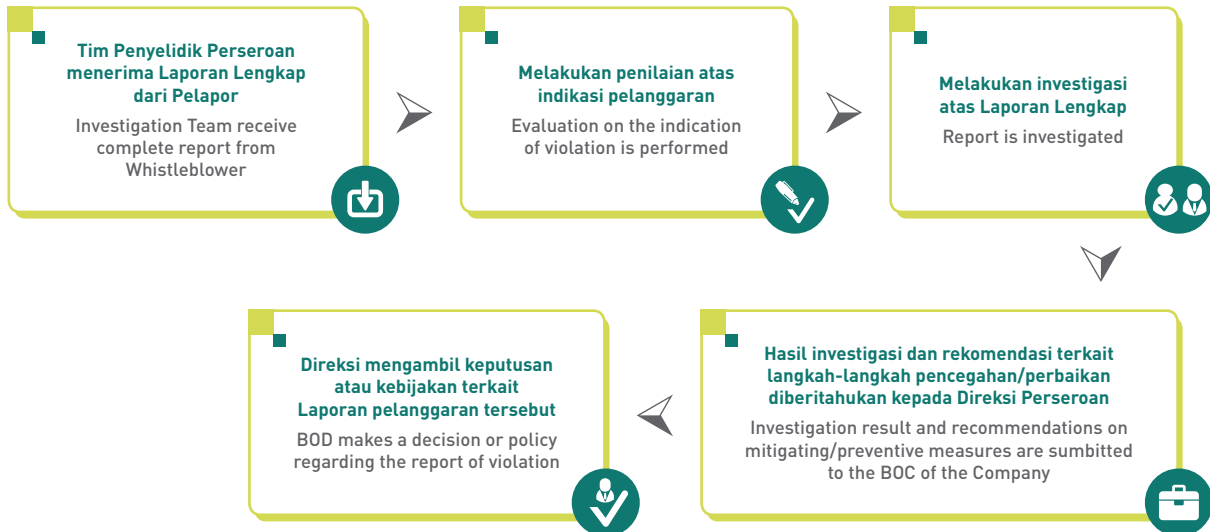 Tim Penyelidik Perseroan
menerima Laporan Lengkap
dari Pelapor
Investigation Team receive
complete report from
Whistleblower
Melakukan penilaian atas
indikasi pelanggaran
Evaluation on the indication
of violation is performed
Melakukan investigasi
atas Laporan Lengkap
Report is investigated
Hasil investigasi dan rekomendasi terkait
langkah-langkah pencegahan/perbaikan
diberitahukan kepada Direksi Perseroan
Investigation result and recommendations on
mitigating/preventive measures are sumbitted
to the BOC of the Company
Direksi mengambil keputusan
atau kebijakan terkait
Laporan pelanggaran tersebut
BOD makes a decision or policy
regarding the report of violation